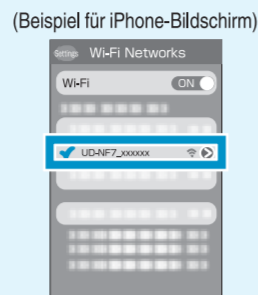 (Beispiel für iPhone-Bildschirm)
Settings Wi-Fi Networks
Wi-Fi ON
UD-NF7_xxxxxx